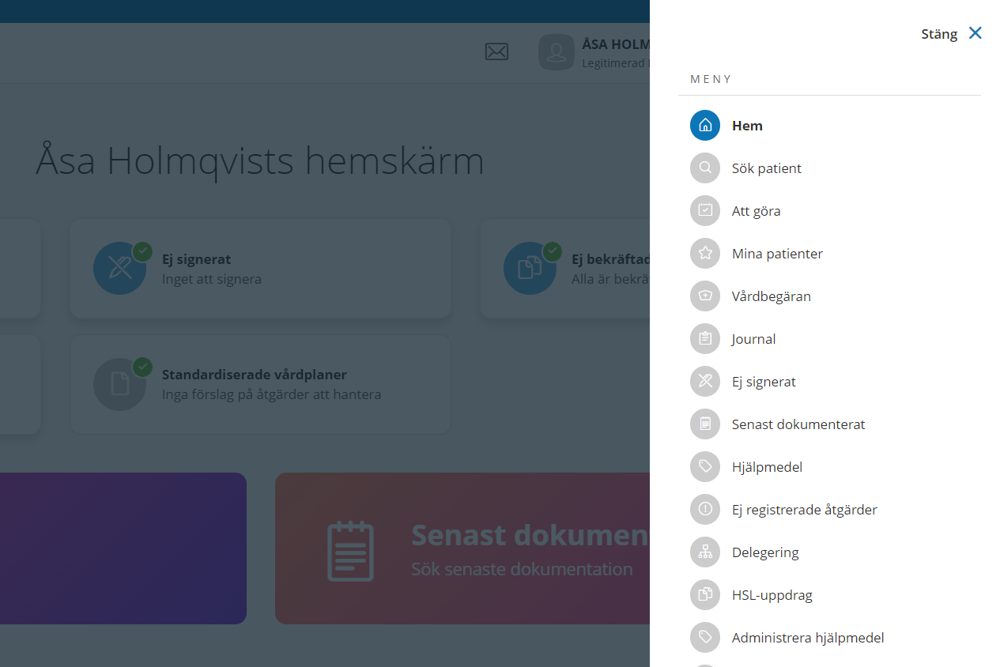 Stäng
ÅSA HOLM
Legitimerad
MENY
Hem
Åsa Holmqvists hemskärm
Sök patient
Att göra
Mina patienter
Ej signerat
Inget att signera
Ej bekräftad
Alla är bekrä
Vårdbegäran
Journal
Standardiserade vårdplaner
Inga förslag på åtgärder att hantera
Ej signerat
Senast dokumenterat
Hjälpmedel
Ej registrerade åtgärder
Senast dokumen
Sök senaste dokumentation
Delegering
HSL-uppdrag
Administrera hjälpmedel